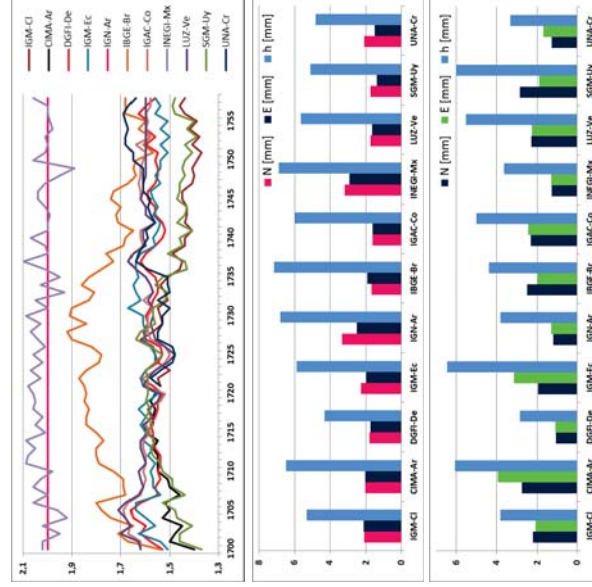 IGM-Cl
CIMA-Ar
DGFI-De
IGM-Ec
IGN-Ar
IBGE-Br
IGAC-Co
INEGI-Mx
LUZ-Ve
SGM-Uy
UNA-Cr
2,1
1,9
1,7
1,5
1,3
1700 1705 1710 1715 1720 1725 1730 1735 1740 1745 1750 1755
N [mm] E [mm] h [mm]
8
6
4
2
0
IGM-Cl CIMA-Ar DGFI-De IGM-Ec IGN-Ar IBGE-Br IGAC-Co INEGI-Mx LUZ-Ve SGM-Uy UNA-Cr
N [mm] E [mm] h [mm]
6
4
2
0
IGM-Cl CIMA-Ar DGFI-De IGM-Ec IGN-Ar IBGE-Br IGAC-Co INEGI-Mx LUZ-Ve SGM-Uy UNA-Cr